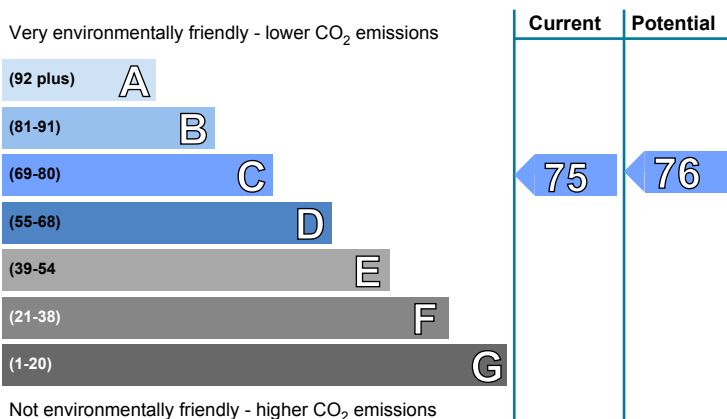 Very environmentally friendly - lower CO2 emissions
Current Potential
(92 plus) A
(81-91) B
(69-80) C 75 76
(55-68) D
(39-54 E
(21-38) F
(1-20) G
Not environmentally friendly - higher CO2 emissions